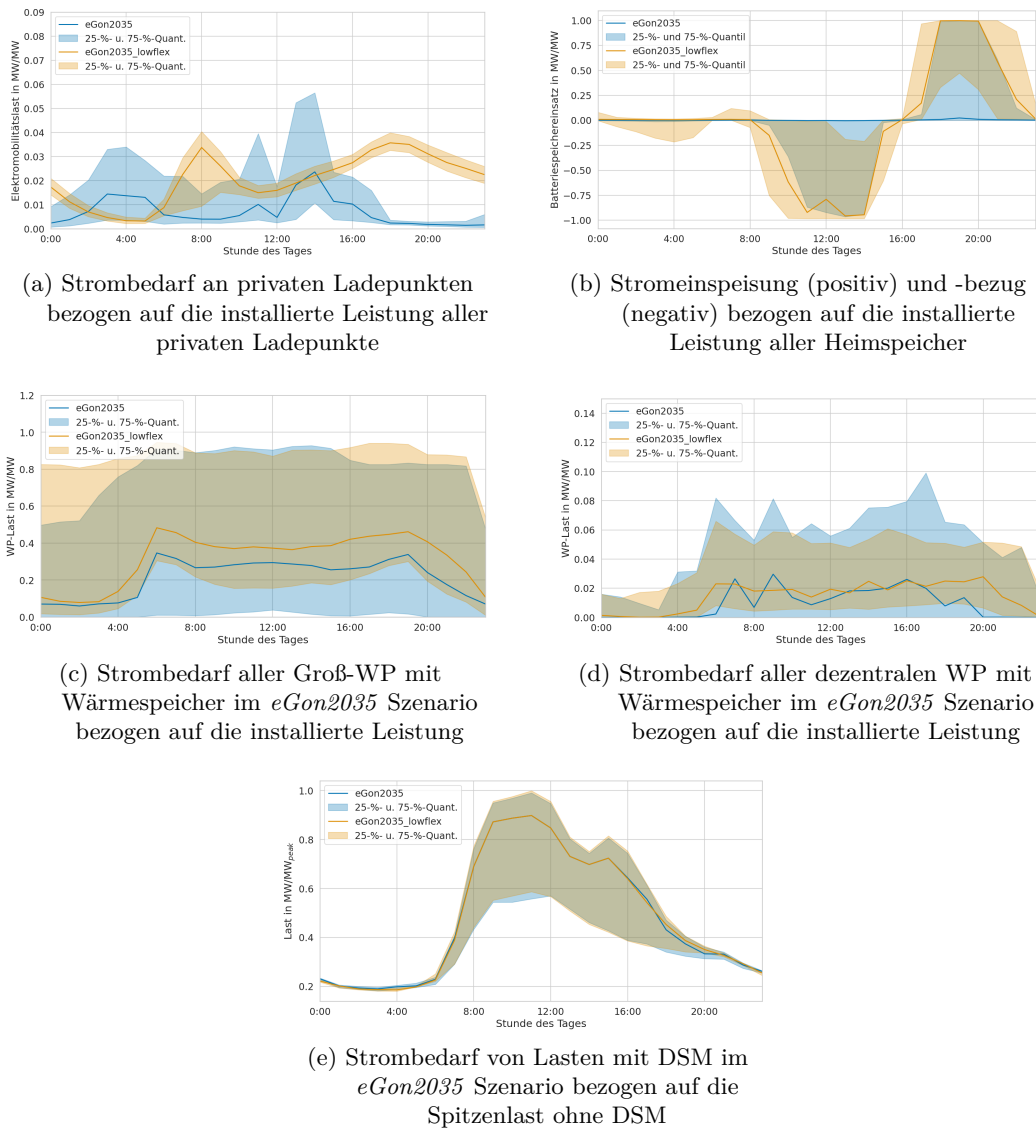 0.09
0.08
0.07
0.06
0.05
0.04
0.03
0.02
0.01
0.00
Elektromobilitätslast in MW/MW
eGon2035
25-%- u. 75-%-Quant.
eGon2035_lowflex
25-%- u. 75-%-Quant.
0:00 4:00 8:00 12:00 16:00 20:00
Stunde des Tages
(a) Strombedarf an privaten Ladepunkten
bezogen auf die installierte Leistung aller
privaten Ladepunkte
1.00
0.75
0.50
0.25
0.00
−0.25
−0.50
−0.75
−1.00
Batteriespeichereinsatz in MW/MW
eGon2035
25-%- und 75-%-Quantil
eGon2035_lowflex
25-%- und 75-%-Quantil
0:00 4:00 8:00 12:00 16:00 20:00
Stunde des Tages
(b) Stromeinspeisung (positiv) und -bezug
(negativ) bezogen auf die installierte
Leistung aller Heimspeicher
1.2
1.0
0.8
0.6
0.4
0.2
0.0
WP-Last in MW/MW
eGon2035
25-%- u. 75-%-Quant.
eGon2035_lowflex
25-%- u. 75-%-Quant.
0:00 4:00 8:00 12:00 16:00 20:00
Stunde des Tages
(c) Strombedarf aller Groß-WP mit
Wärmespeicher im eGon2035 Szenario
bezogen auf die installierte Leistung
0.14
0.12
0.10
0.08
0.06
0.04
0.02
0.00
WP-Last in MW/MW
eGon2035
25-%- u. 75-%-Quant.
eGon2035_lowflex
25-%- u. 75-%-Quant.
0:00 4:00 8:00 12:00 16:00 20:00
Stunde des Tages
(d) Strombedarf aller dezentralen WP mit
Wärmespeicher im eGon2035 Szenario
bezogen auf die installierte Leistung
1.0
0.8
0.6
0.4
0.2
Last in MW/MWpeak
eGon2035
25-%- u. 75-%-Quant.
eGon2035_lowflex
25-%- u. 75-%-Quant.
0:00 4:00 8:00 12:00 16:00 20:00
Stunde des Tages
(e) Strombedarf von Lasten mit DSM im
eGon2035 Szenario bezogen auf die
Spitzenlast ohne DSM